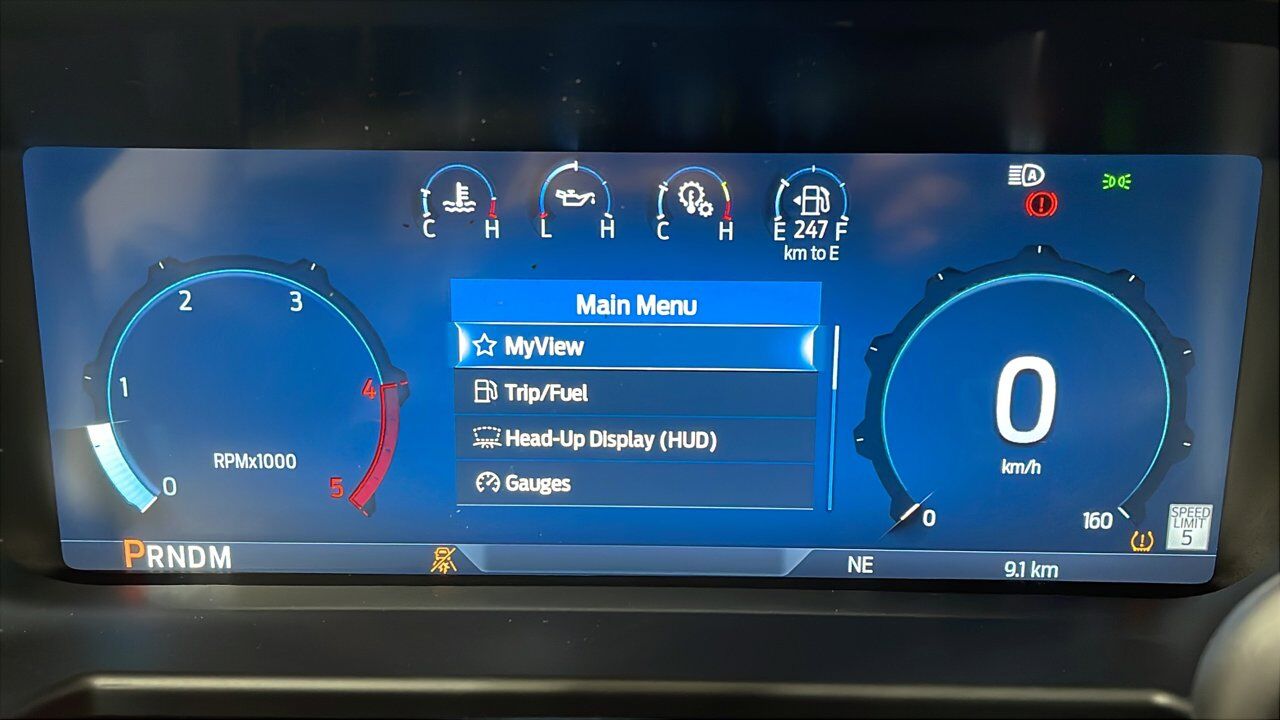 C H
L H
C H
E 247 F
km to E
A
0
1
2
3
4
5
RPMx1000
Main Menu
MyView
Trip/Fuel
Head-Up Display (HUD)
Gauges
0
km/h
0
160
SPEED
LIMIT
5
PRNDM
NE
9.1 km